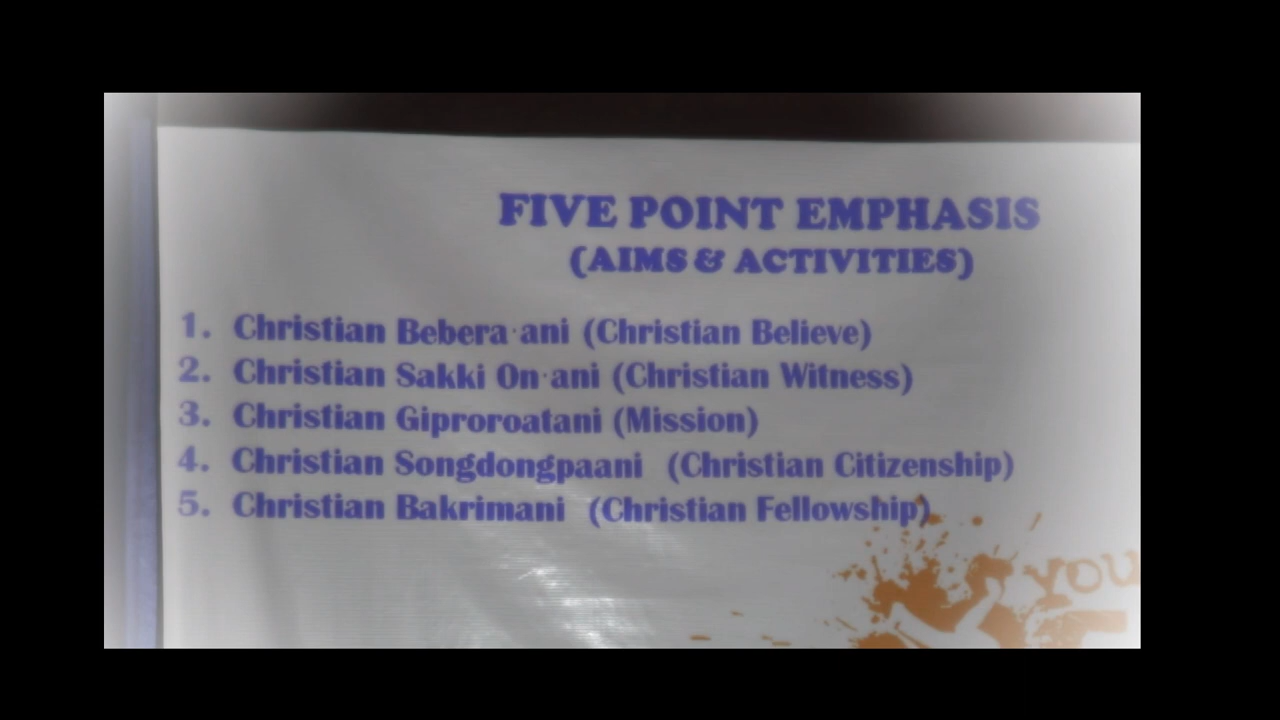 FIVE POINT EMPHASIS
(AIMS & ACTIVITIES)
1. Christian Bebera·ani (Christian Believe)
2. Christian Sakki On·ani (Christian Witness)
3. Christian Giproroatani (Mission)
4. Christian Songdongpaani (Christian Citizenship)
5. Christian Bakrimani (Christian Fellowship)
YOU